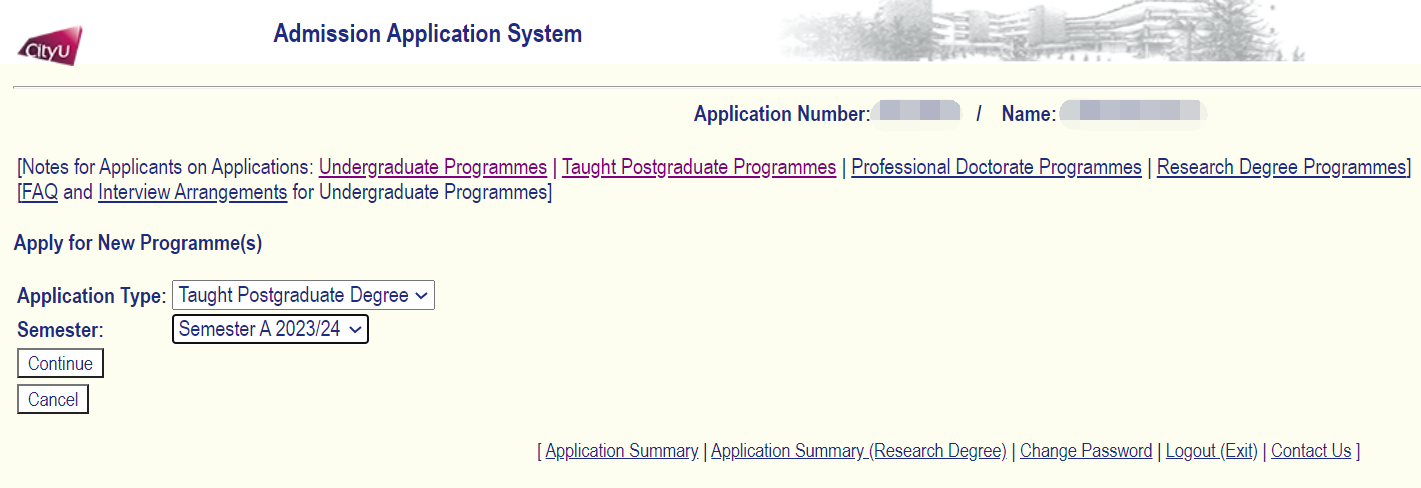 CityU
Admission Application System
Application Number: / Name:
[Notes for Applicants on Applications: Undergraduate Programmes | Taught Postgraduate Programmes | Professional Doctorate Programmes | Research Degree Programmes]
[FAQ and Interview Arrangements for Undergraduate Programmes]
Apply for New Programme(s)
Application Type: Taught Postgraduate Degree
Semester: Semester A 2023/24
Continue
Cancel
[ Application Summary | Application Summary (Research Degree) | Change Password | Logout (Exit) | Contact Us ]